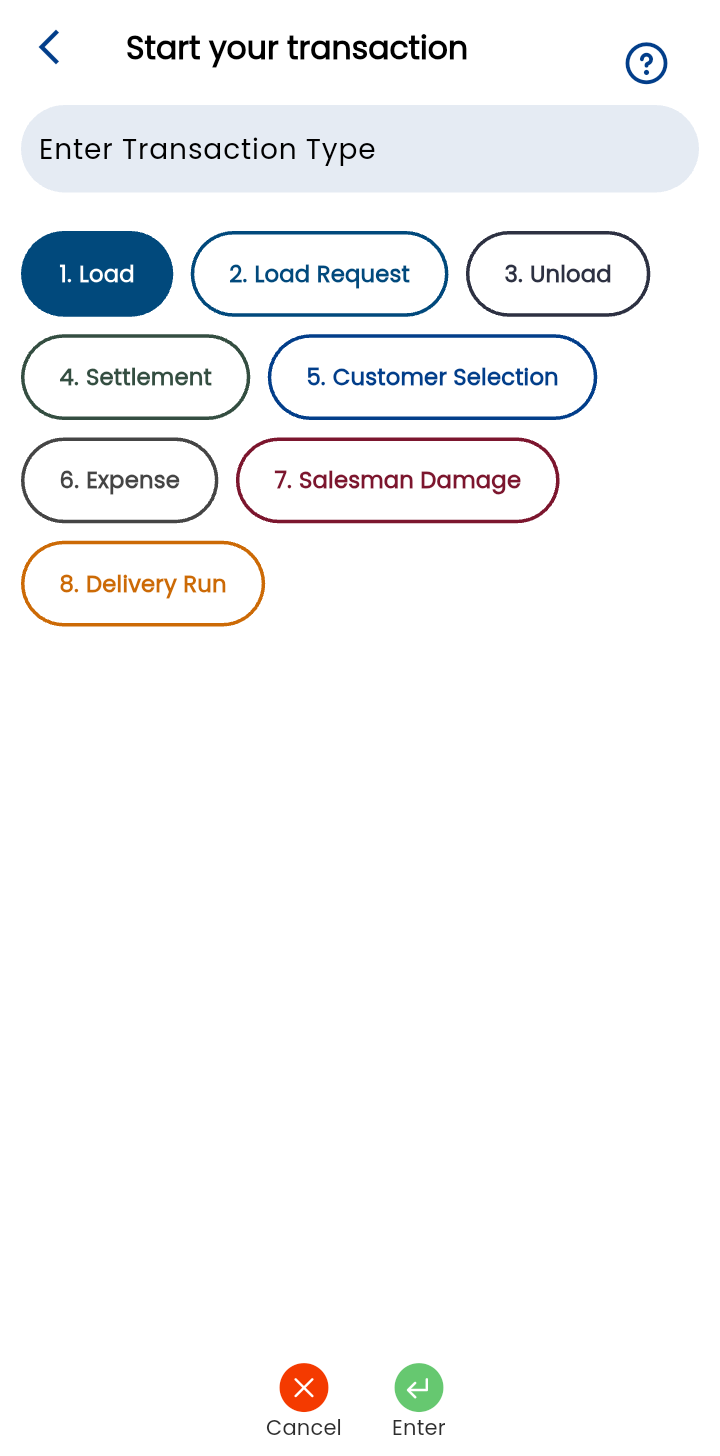 Start your transaction
?
Enter Transaction Type
1. Load
2. Load Request
3. Unload
4. Settlement
5. Customer Selection
6. Expense
7. Salesman Damage
8. Delivery Run
Cancel
Enter